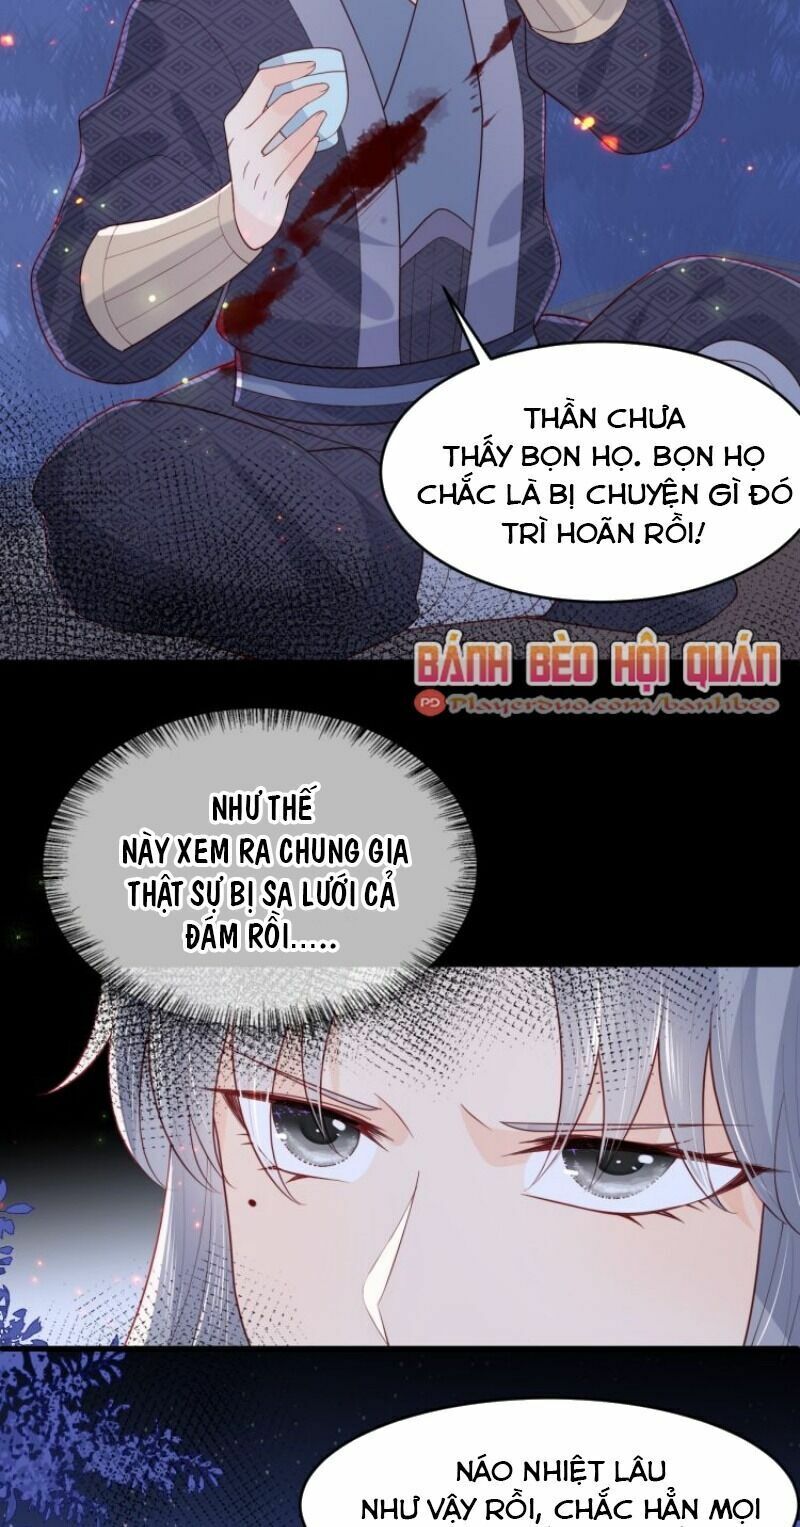 THẦN CHƯA
THẤY BỌN HỌ. BỌN HỌ
CHẮC LÀ BỊ CHUYỆN GÌ ĐÓ
TRÌ HOÃN RỒI!
BÁNH BÈO HỘI QUÁN
PD Playerduo.com/banhbeo
NHƯ THẾ
NÀY XEM RA CHUNG GIA
THẬT SỰ BỊ SA LƯỚI CẢ
ĐÁM RỒI.....
NÁO NHIỆT LÂU
NHƯ VẬY RỒI, CHẮC HẲN MỌI